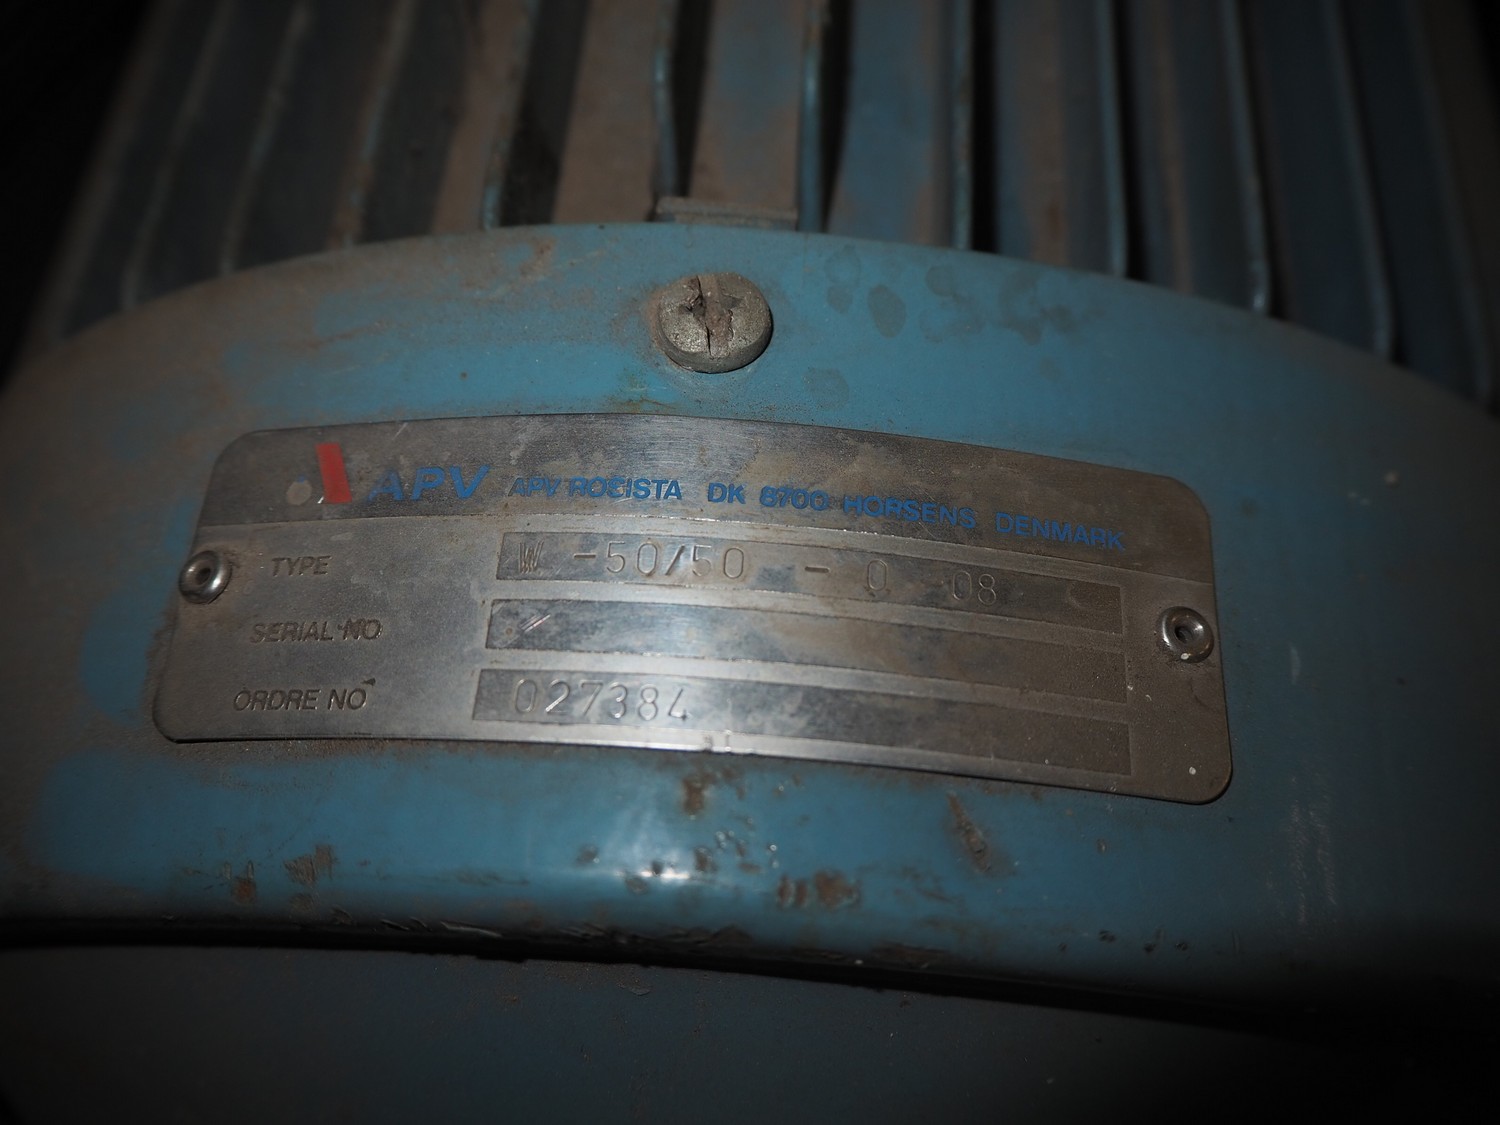 APV APV ROSISTA DK 8700 HORSENS DENMARK
TYPE W -50/50 - 0 08
SERIAL NO
ORDRE NO 027384